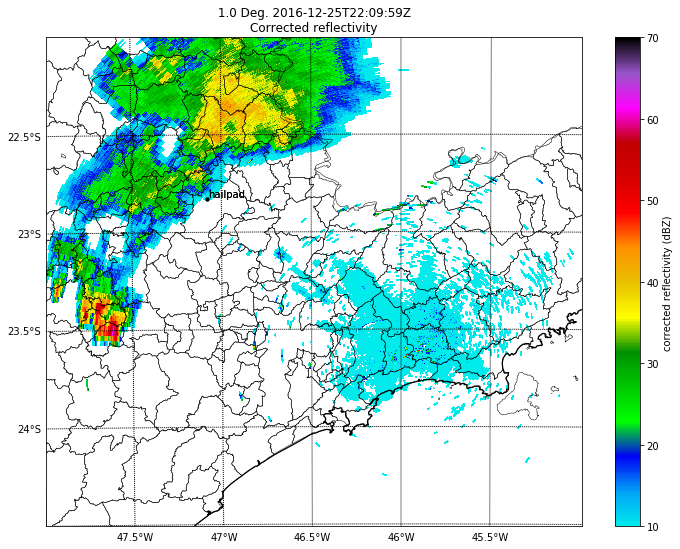 1.0 Deg. 2016-12-25T22:09:59Z
Corrected reflectivity
22.5°S
23°S
23.5°S
24°S
47.5°W
47°W
46.5°W
46°W
45.5°W
hailpad
70
60
50
40
30
20
10
corrected reflectivity (dBZ)